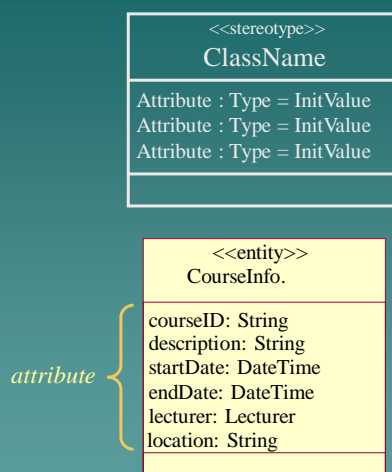 <<stereotype>>
ClassName
Attribute : Type = InitValue
Attribute : Type = InitValue
Attribute : Type = InitValue
<<entity>>
CourseInfo.
attribute
courseID: String
description: String
startDate: DateTime
endDate: DateTime
lecturer: Lecturer
location: String